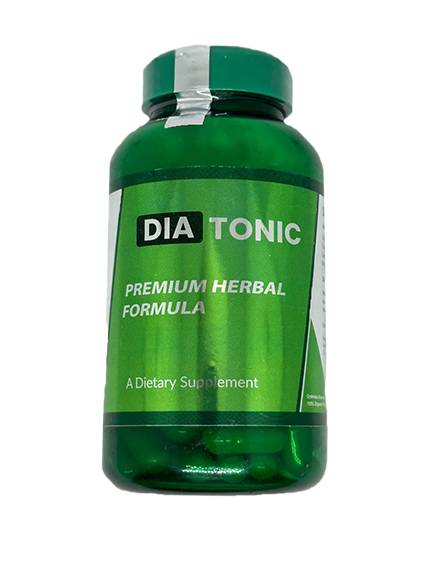 DIA TONIC
PREMIUM HERBAL
FORMULA
A Dietary Supplement